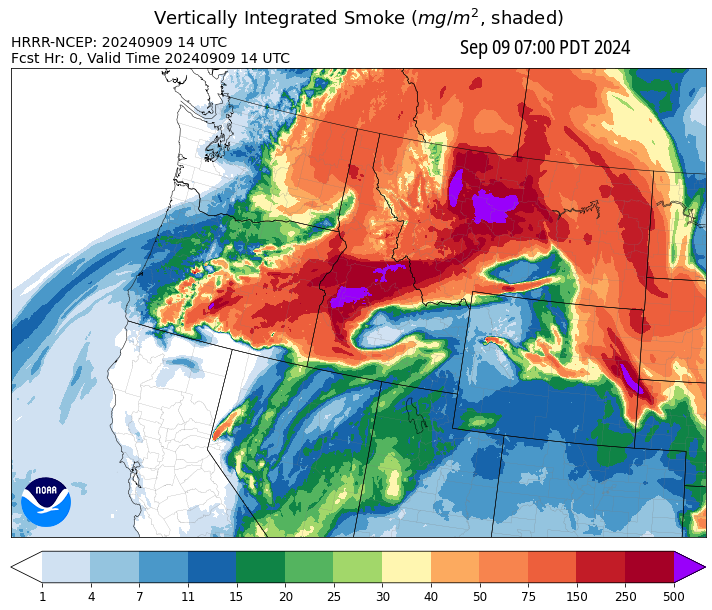 Vertically Integrated Smoke (mg/m², shaded)
HRRR-NCEP: 20240909 14 UTC
Sep 09 07:00 PDT 2024
Fcst Hr: 0, Valid Time 20240909 14 UTC
NOAA
1 4 7 11 15 20 25 30 40 50 75 150 250 500